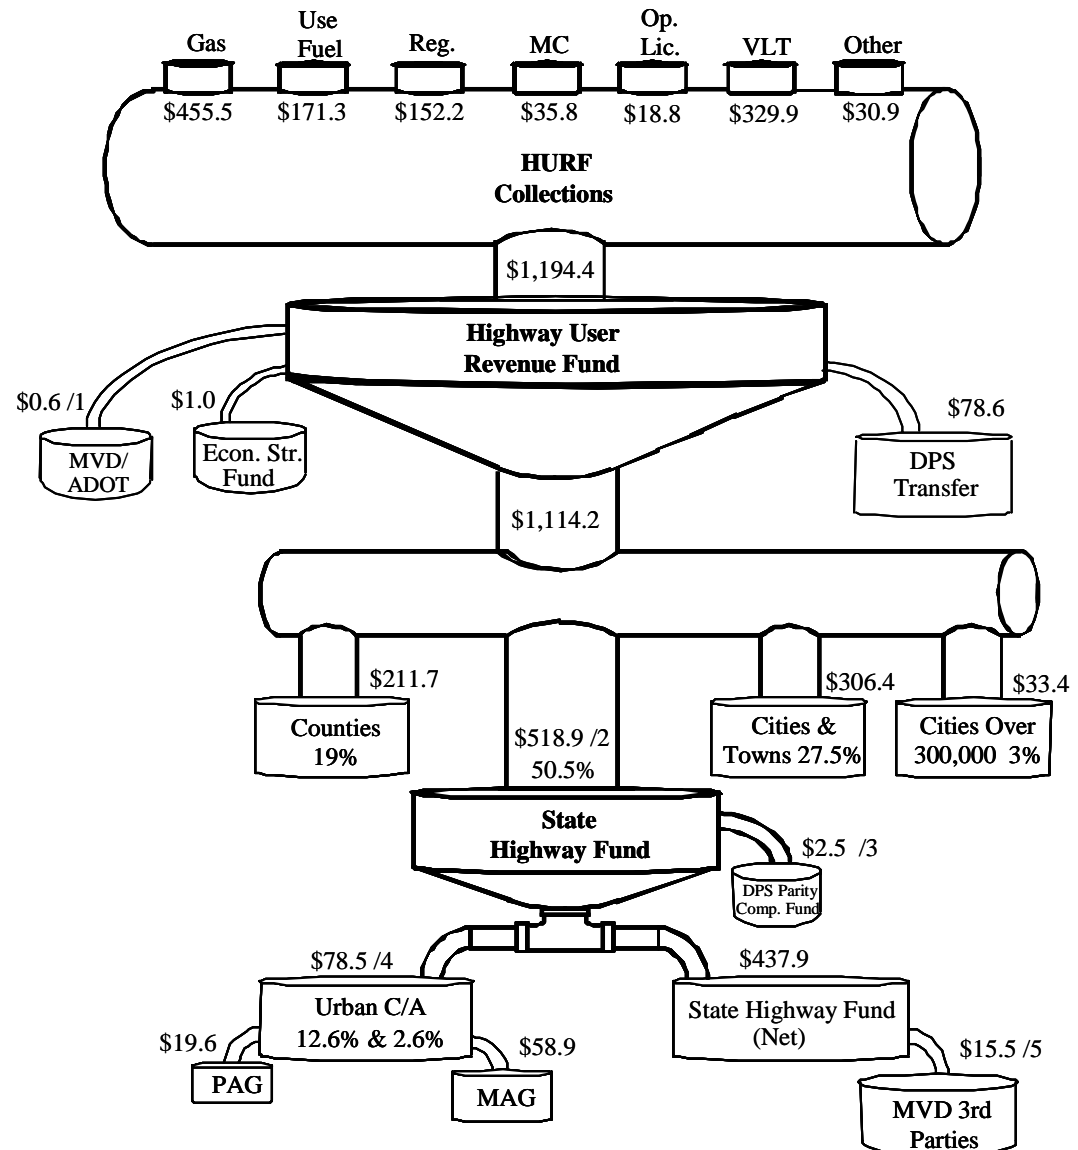 Gas
Use
Fuel
Reg.
MC
Op.
Lic.
VLT
Other
$455.5
$171.3
$152.2
$35.8
$18.8
$329.9
$30.9
HURF
Collections
$1,194.4
Highway User
Revenue Fund
$0.6 /1
MVD/
ADOT
$1.0
Econ. Str.
Fund
$78.6
DPS
Transfer
$1,114.2
$211.7
Counties
19%
$518.9 /2
50.5%
$306.4
Cities &
Towns 27.5%
$33.4
Cities Over
300,000 3%
State
Highway Fund
$2.5 /3
DPS Parity
Comp. Fund
$78.5 /4
Urban C/A
12.6% & 2.6%
$437.9
State Highway Fund
(Net)
$19.6
PAG
$58.9
MAG
$15.5 /5
MVD 3rd
Parties